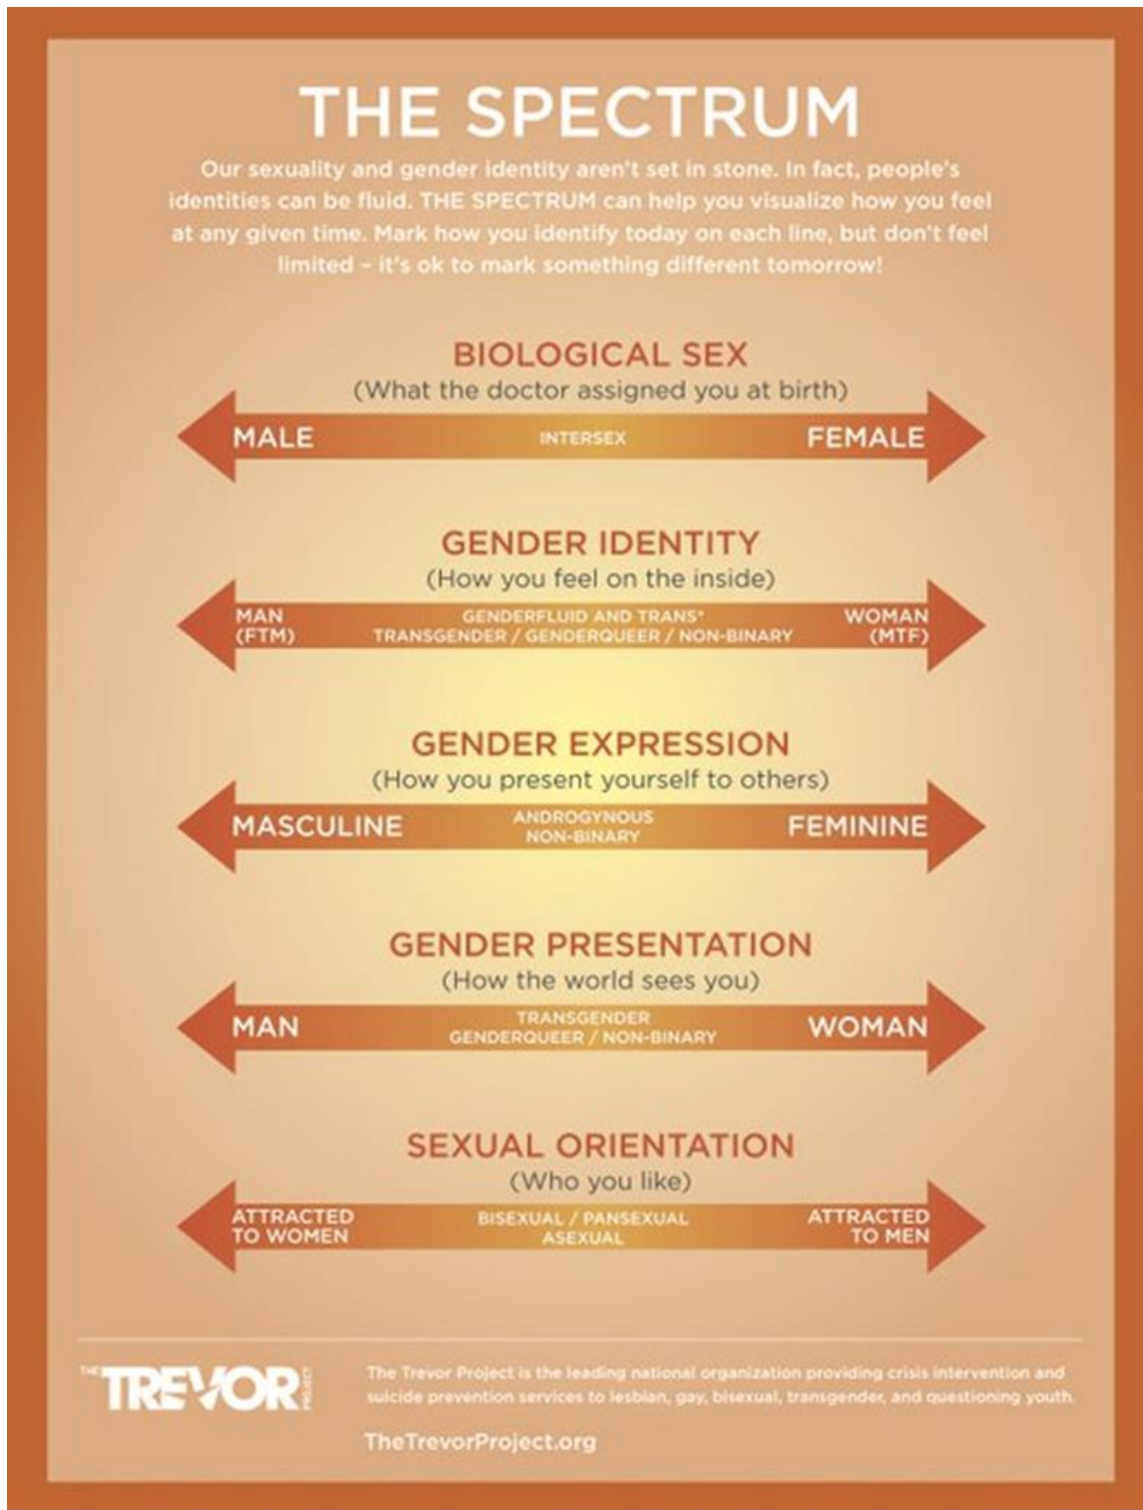 THE SPECTRUM
Our sexuality and gender identity aren't set in stone. In fact, people's
identities can be fluid. THE SPECTRUM can help you visualize how you feel
at any given time. Mark how you identify today on each line, but don't feel
limited – it's ok to mark something different tomorrow!
BIOLOGICAL SEX
(What the doctor assigned you at birth)
MALE INTERSEX FEMALE
GENDER IDENTITY
(How you feel on the inside)
MAN GENDERFLUID AND TRANS* WOMAN
(FTM) TRANSGENDER / GENDERQUEER / NON-BINARY (MTF)
GENDER EXPRESSION
(How you present yourself to others)
MASCULINE ANDROGYNOUS FEMININE
NON-BINARY
GENDER PRESENTATION
(How the world sees you)
MAN TRANSGENDER WOMAN
GENDERQUEER / NON-BINARY
SEXUAL ORIENTATION
(Who you like)
ATTRACTED BISEXUAL / PANSEXUAL ATTRACTED
TO WOMEN ASEXUAL TO MEN
THE TREVOR PROJECT
The Trevor Project is the leading national organization providing crisis intervention and
suicide prevention services to lesbian, gay, bisexual, transgender, and questioning youth.
TheTrevorProject.org